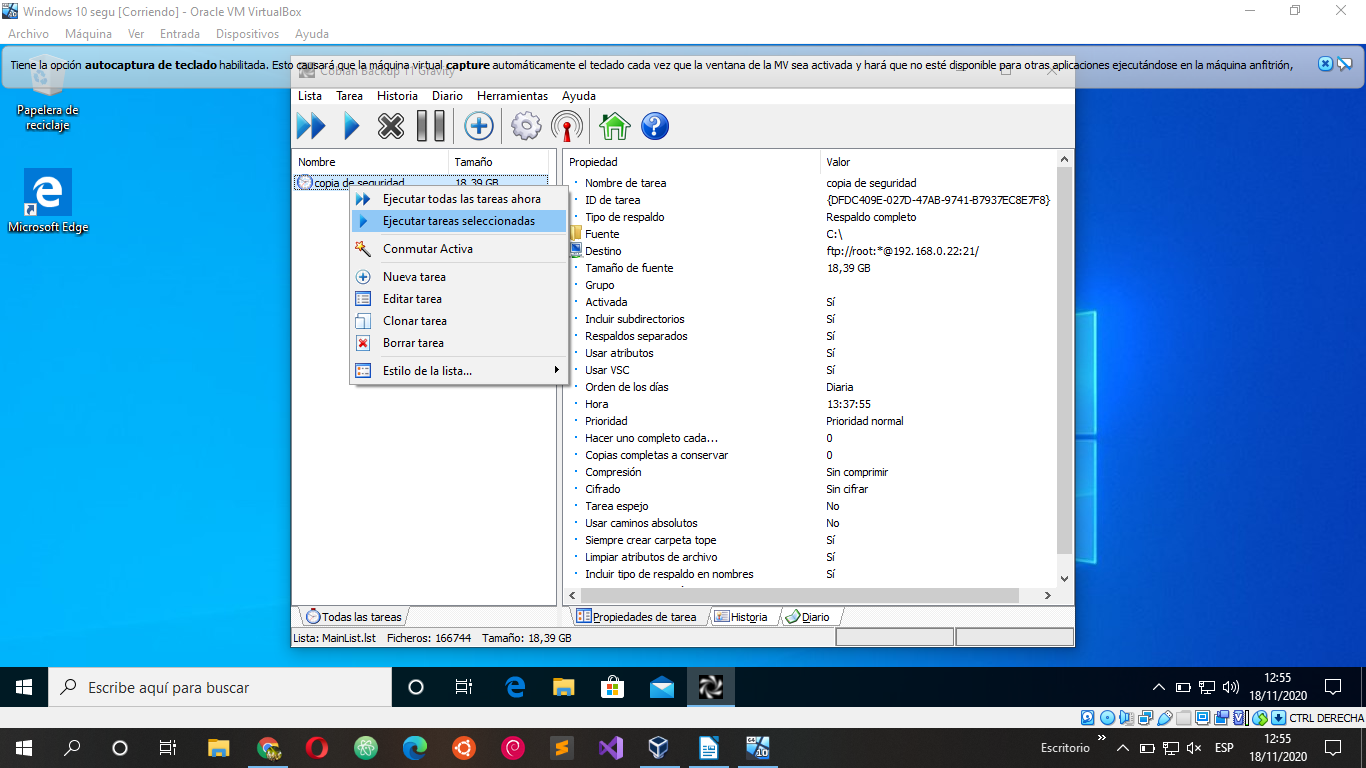 Windows 10 segu [Corriendo] - Oracle VM VirtualBox
Archivo Máquina Ver Entrada Dispositivos Ayuda
Tiene la opción autocaptura de teclado habilitada. Esto causará que la máquina virtual capture automáticamente el teclado cada vez que la ventana de la MV sea activada y hará que no esté disponible para otras aplicaciones ejecutándose en la máquina anfitrión,
Cobian Backup 11 Gravity
Papelera de
reciclaje
Microsoft Edge
Lista Tarea Historia Diario Herramientas Ayuda
Nombre Tamaño
copia de seguridad 18,39 GB
Ejecutar todas las tareas ahora
Ejecutar tareas seleccionadas
Conmutar Activa
Nueva tarea
Editar tarea
Clonar tarea
Borrar tarea
Estilo de la lista...
Propiedad Valor
Nombre de tarea copia de seguridad
ID de tarea {DFDC409E-027D-47AB-9741-B7937EC8E7F8}
Tipo de respaldo Respaldo completo
Fuente C:\
Destino ftp://root:*@192.168.0.22:21/
Tamaño de fuente 18,39 GB
Grupo
Activada Sí
Incluir subdirectorios Sí
Respaldos separados Sí
Usar atributos Sí
Usar VSC Sí
Orden de los días Diaria
Hora 13:37:55
Prioridad Prioridad normal
Hacer uno completo cada... 0
Copias completas a conservar 0
Compresión Sin comprimir
Cifrado Sin cifrar
Tarea espejo No
Usar caminos absolutos No
Siempre crear carpeta tope Sí
Limpiar atributos de archivo Sí
Incluir tipo de respaldo en nombres Sí
Todas las tareas
Propiedades de tarea Historia Diario
Lista: MainList.lst Ficheros: 166744 Tamaño: 18,39 GB
Escribe aquí para buscar
12:55
18/11/2020
CTRL DERECHA
Escritorio » ESP
12:55
18/11/2020